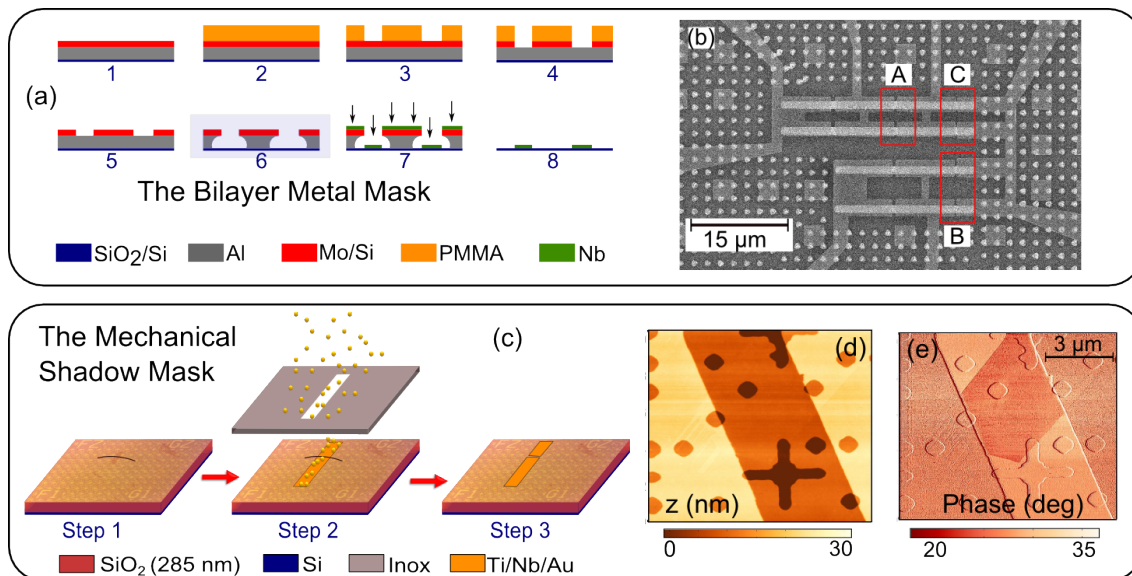 (a)
1
2
3
4
5
6
7
8
The Bilayer Metal Mask
SiO2/Si
Al
Mo/Si
PMMA
Nb
(b)
A
C
B
15 µm
The Mechanical
Shadow Mask
(c)
Step 1
Step 2
Step 3
SiO2 (285 nm)
Si
Inox
Ti/Nb/Au
(d)
z (nm)
0
30
(e)
3 µm
Phase (deg)
20
35